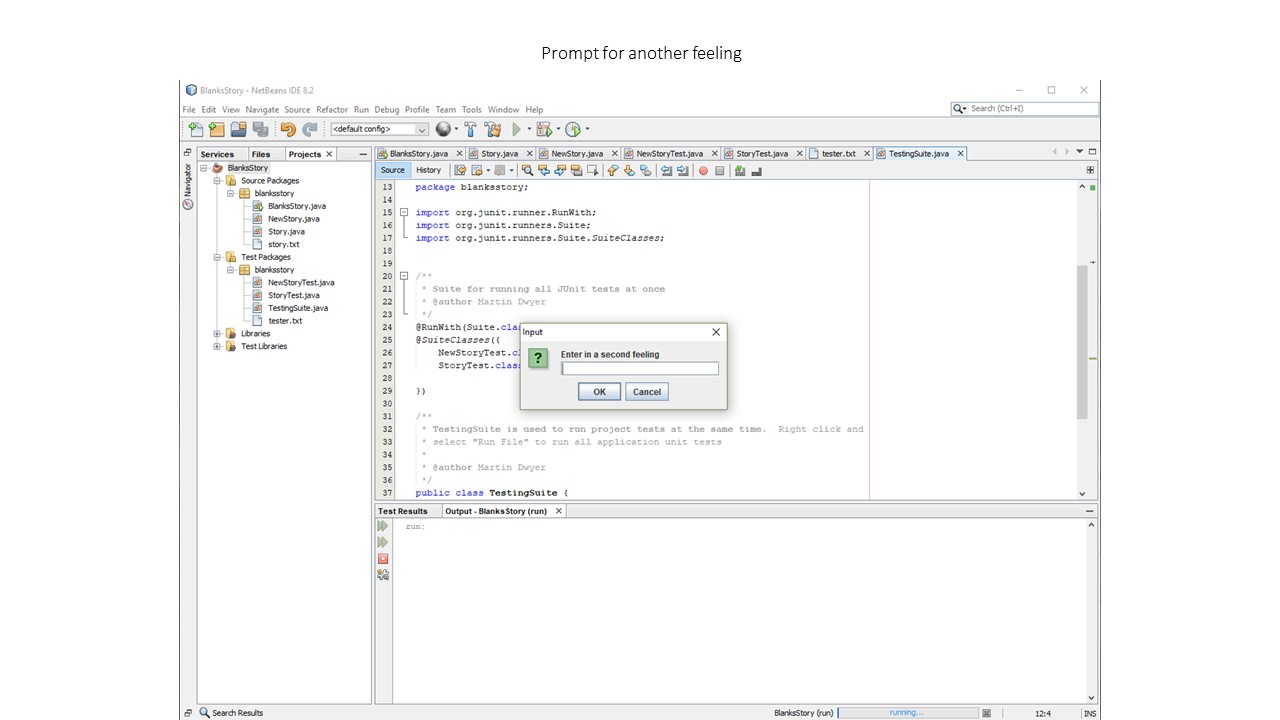 Prompt for another feeling
BlanksStory - NetBeans IDE 8.2
File Edit View Navigate Source Refactor Run Debug Profile Team Tools Window Help
Search (Ctrl+I)
<default config>
Services Files Projects
BlanksStory.java Story.java NewStory.java NewStoryTest.java StoryTest.java tester.txt TestingSuite.java
Navigator
Source History
BlanksStory
Source Packages
blanksstory
BlanksStory.java
NewStory.java
Story.java
story.txt
Test Packages
blanksstory
NewStoryTest.java
StoryTest.java
TestingSuite.java
tester.txt
Libraries
Test Libraries
13 package blanksstory;
14
15 import org.junit.runner.RunWith;
16 import org.junit.runners.Suite;
17 import org.junit.runners.Suite.SuiteClasses;
18
19
20 /**
21 * Suite for running all JUnit tests at once
22 * @author Martin Dwyer
23 */
24 @RunWith(Suite.clas
25 @SuiteClasses({
26 NewStoryTest.cl
27 StoryTest.class
28
29 })
30
31 /**
32 * TestingSuite is used to run project tests at the same time. Right click and
33 * select "Run File" to run all application unit tests
34 *
35 * @author Martin Dwyer
36 */
37 public class TestingSuite {
Input
?
Enter in a second feeling
OK Cancel
Test Results Output - BlanksStory (run)
run:
Search Results
BlanksStory (run) running... 12:4 INS